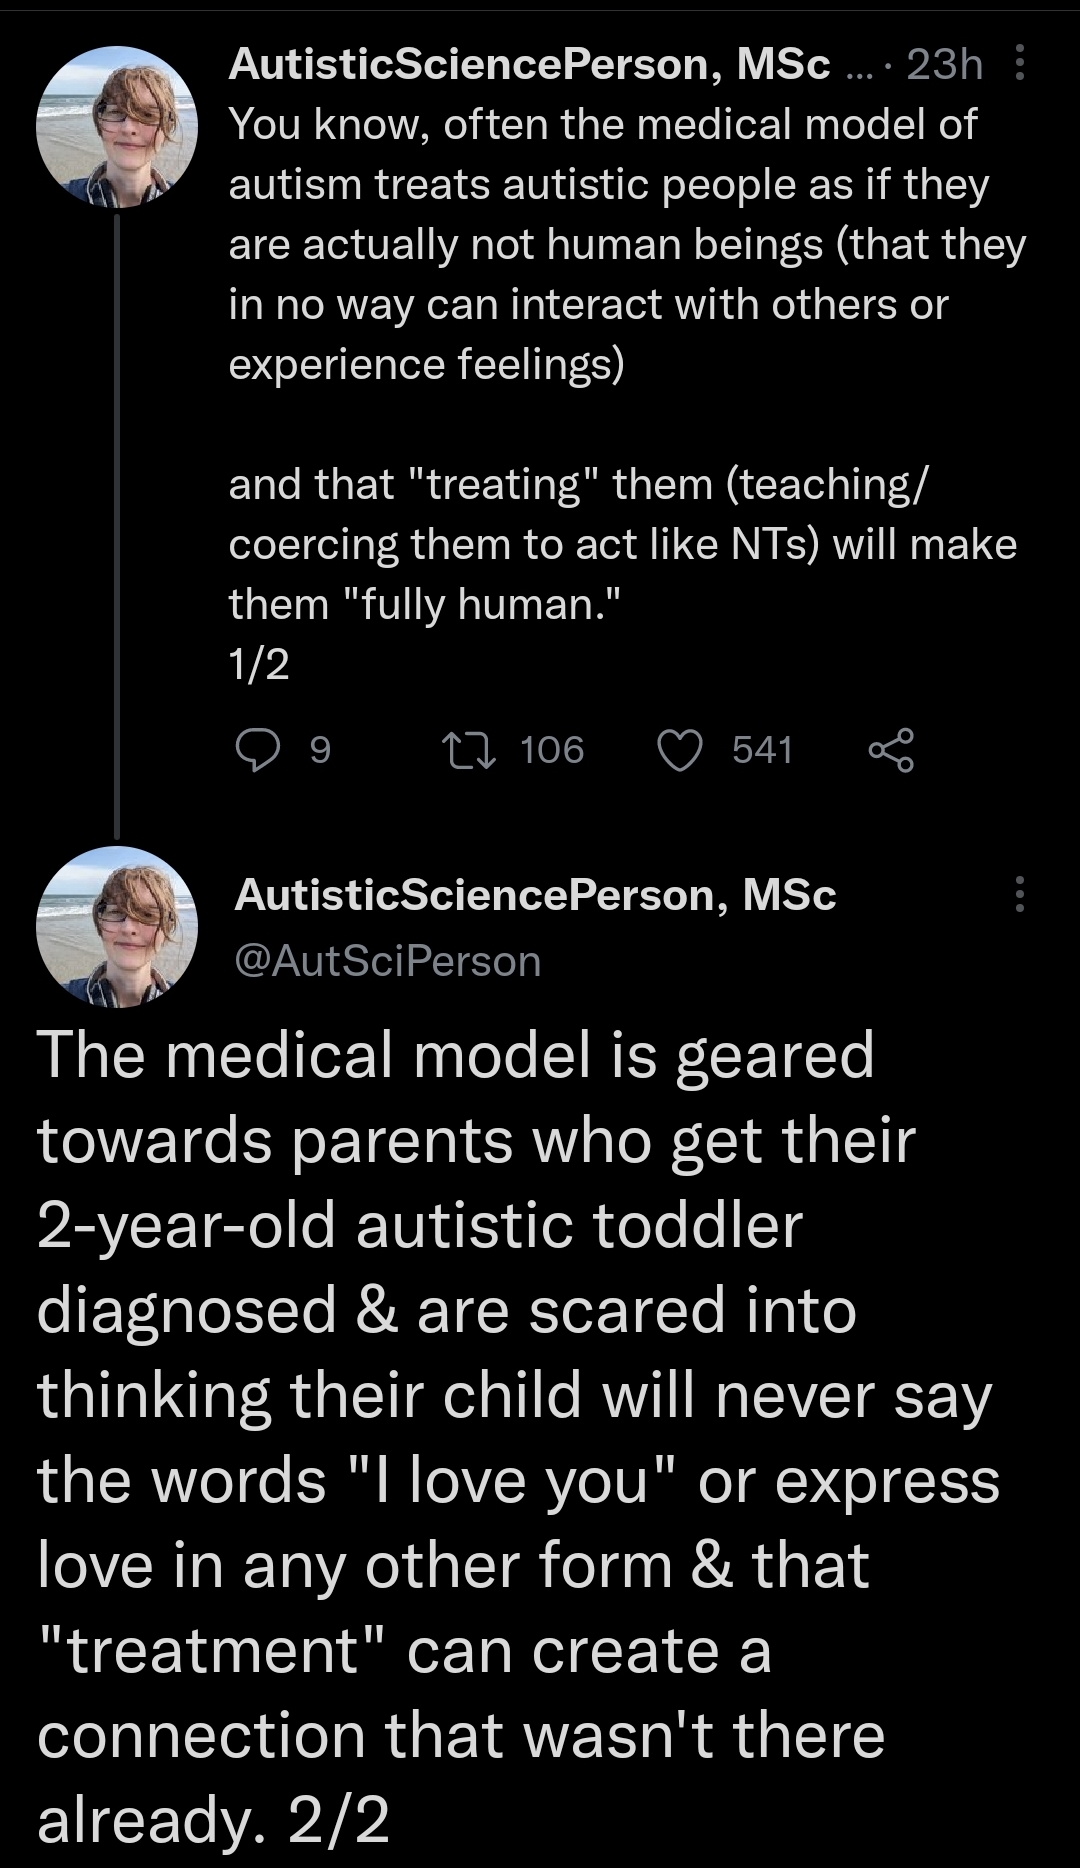 AutisticSciencePerson, MSc ... · 23h
You know, often the medical model of
autism treats autistic people as if they
are actually not human beings (that they
in no way can interact with others or
experience feelings)
and that "treating" them (teaching/
coercing them to act like NTs) will make
them "fully human."
1/2
9 106 541
AutisticSciencePerson, MSc
@AutSciPerson
The medical model is geared
towards parents who get their
2-year-old autistic toddler
diagnosed & are scared into
thinking their child will never say
the words "I love you" or express
love in any other form & that
"treatment" can create a
connection that wasn't there
already. 2/2